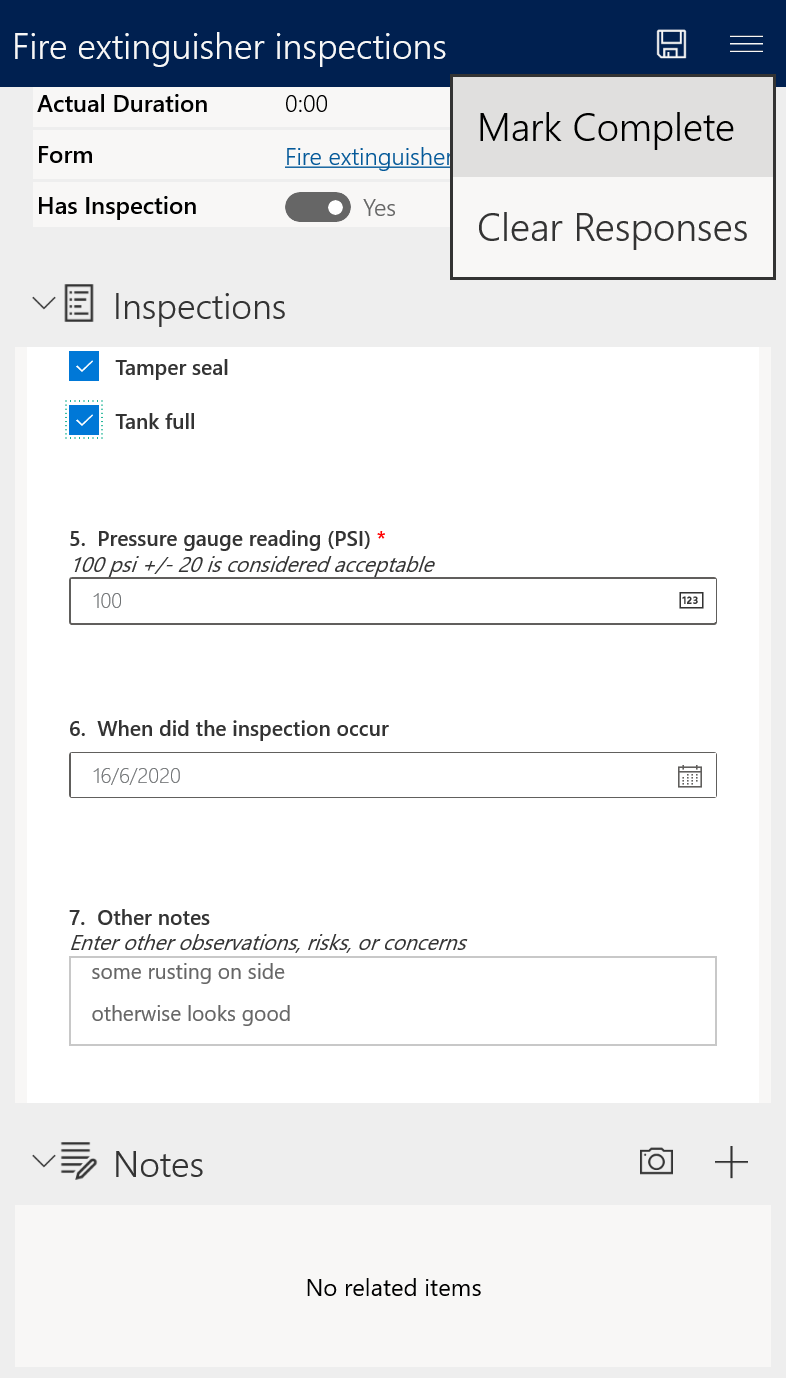 Fire extinguisher inspections
Mark Complete
Clear Responses
Actual Duration 0:00
Form Fire extinguisher
Has Inspection Yes
Inspections
Tamper seal
Tank full
5. Pressure gauge reading (PSI) *
100 psi +/- 20 is considered acceptable
100 123
6. When did the inspection occur
16/6/2020
7. Other notes
Enter other observations, risks, or concerns
some rusting on side
otherwise looks good
Notes
No related items